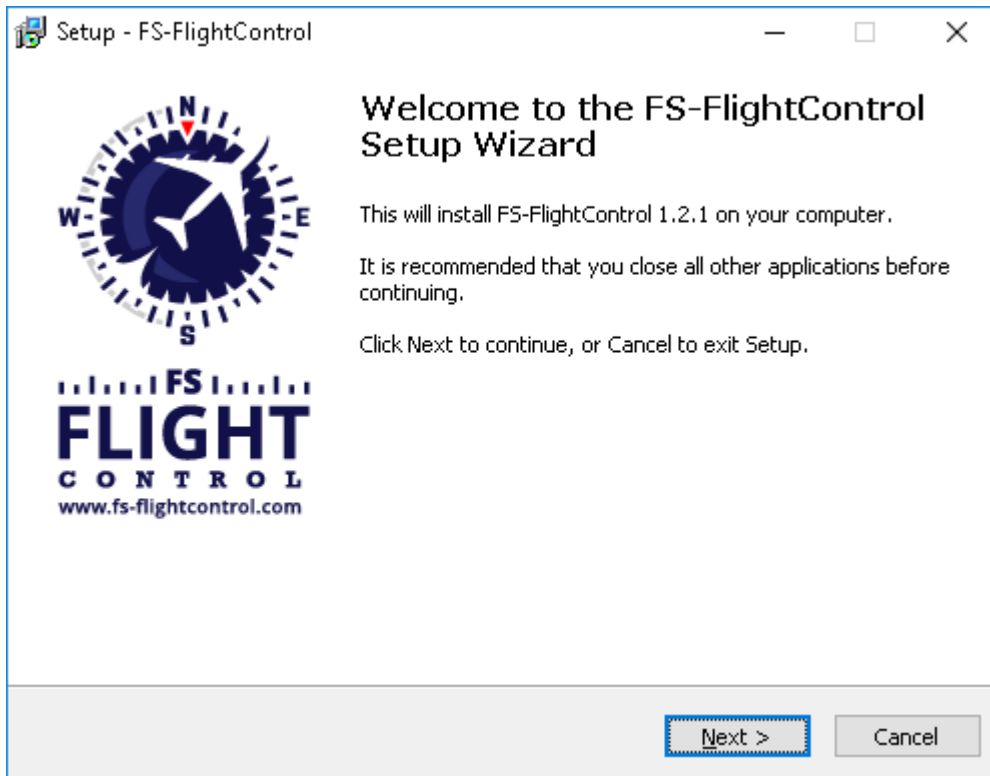 Setup - FS-FlightControl
N
W
E
S
FS
FLIGHT
CONTROL
www.fs-flightcontrol.com
Welcome to the FS-FlightControl
Setup Wizard
This will install FS-FlightControl 1.2.1 on your computer.
It is recommended that you close all other applications before
continuing.
Click Next to continue, or Cancel to exit Setup.
Next >
Cancel